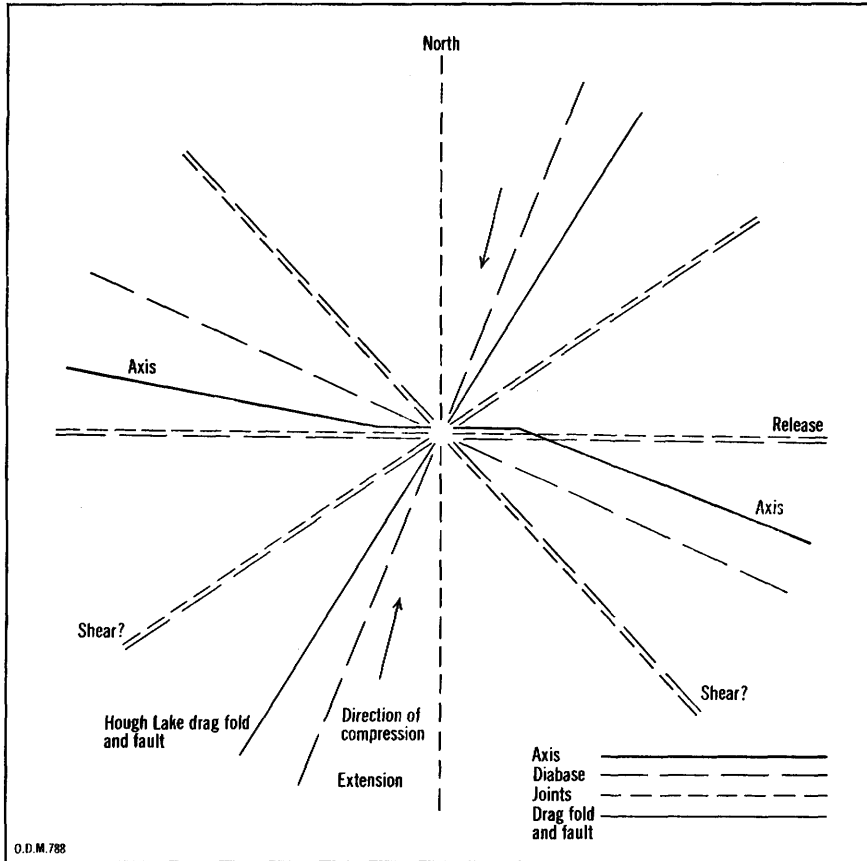 North
Axis
Release
Axis
Shear?
Shear?
Hough Lake drag fold
and fault
Direction of
compression
Extension
Axis
Diabase
Joints
Drag fold
and fault
O.D.M.788